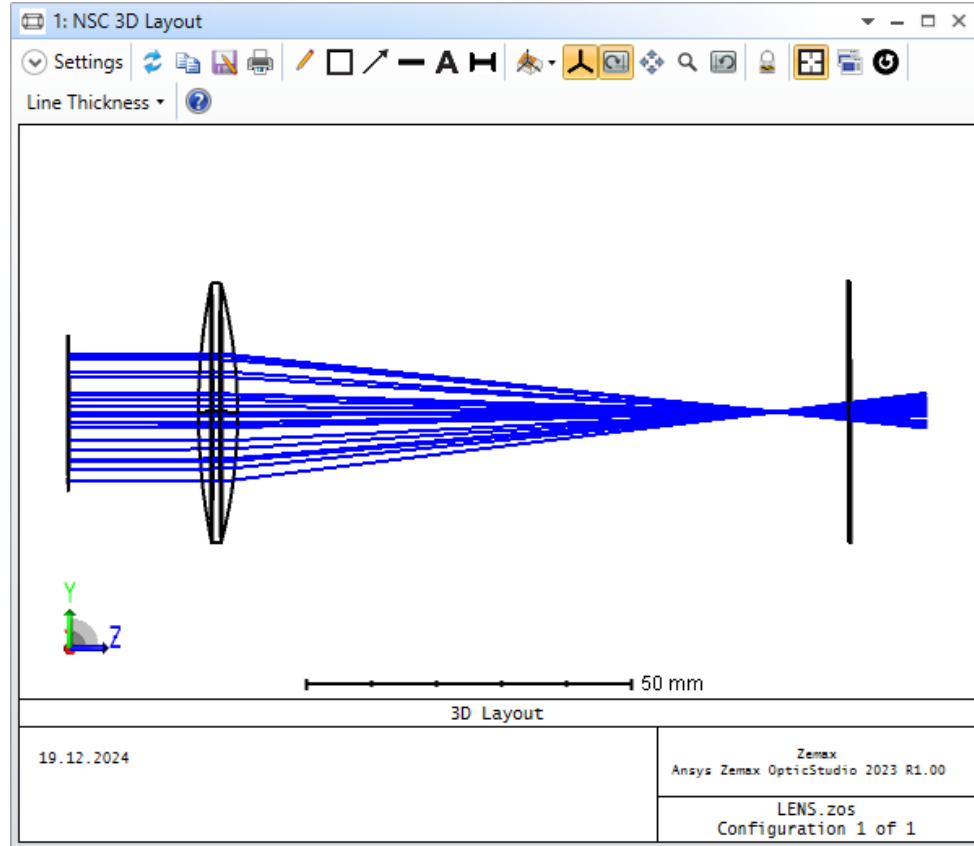 1: NSC 3D Layout
Settings
Line Thickness
Y
Z
50 mm
3D Layout
19.12.2024
Zemax
Ansys Zemax OpticStudio 2023 R1.00
LENS.zos
Configuration 1 of 1